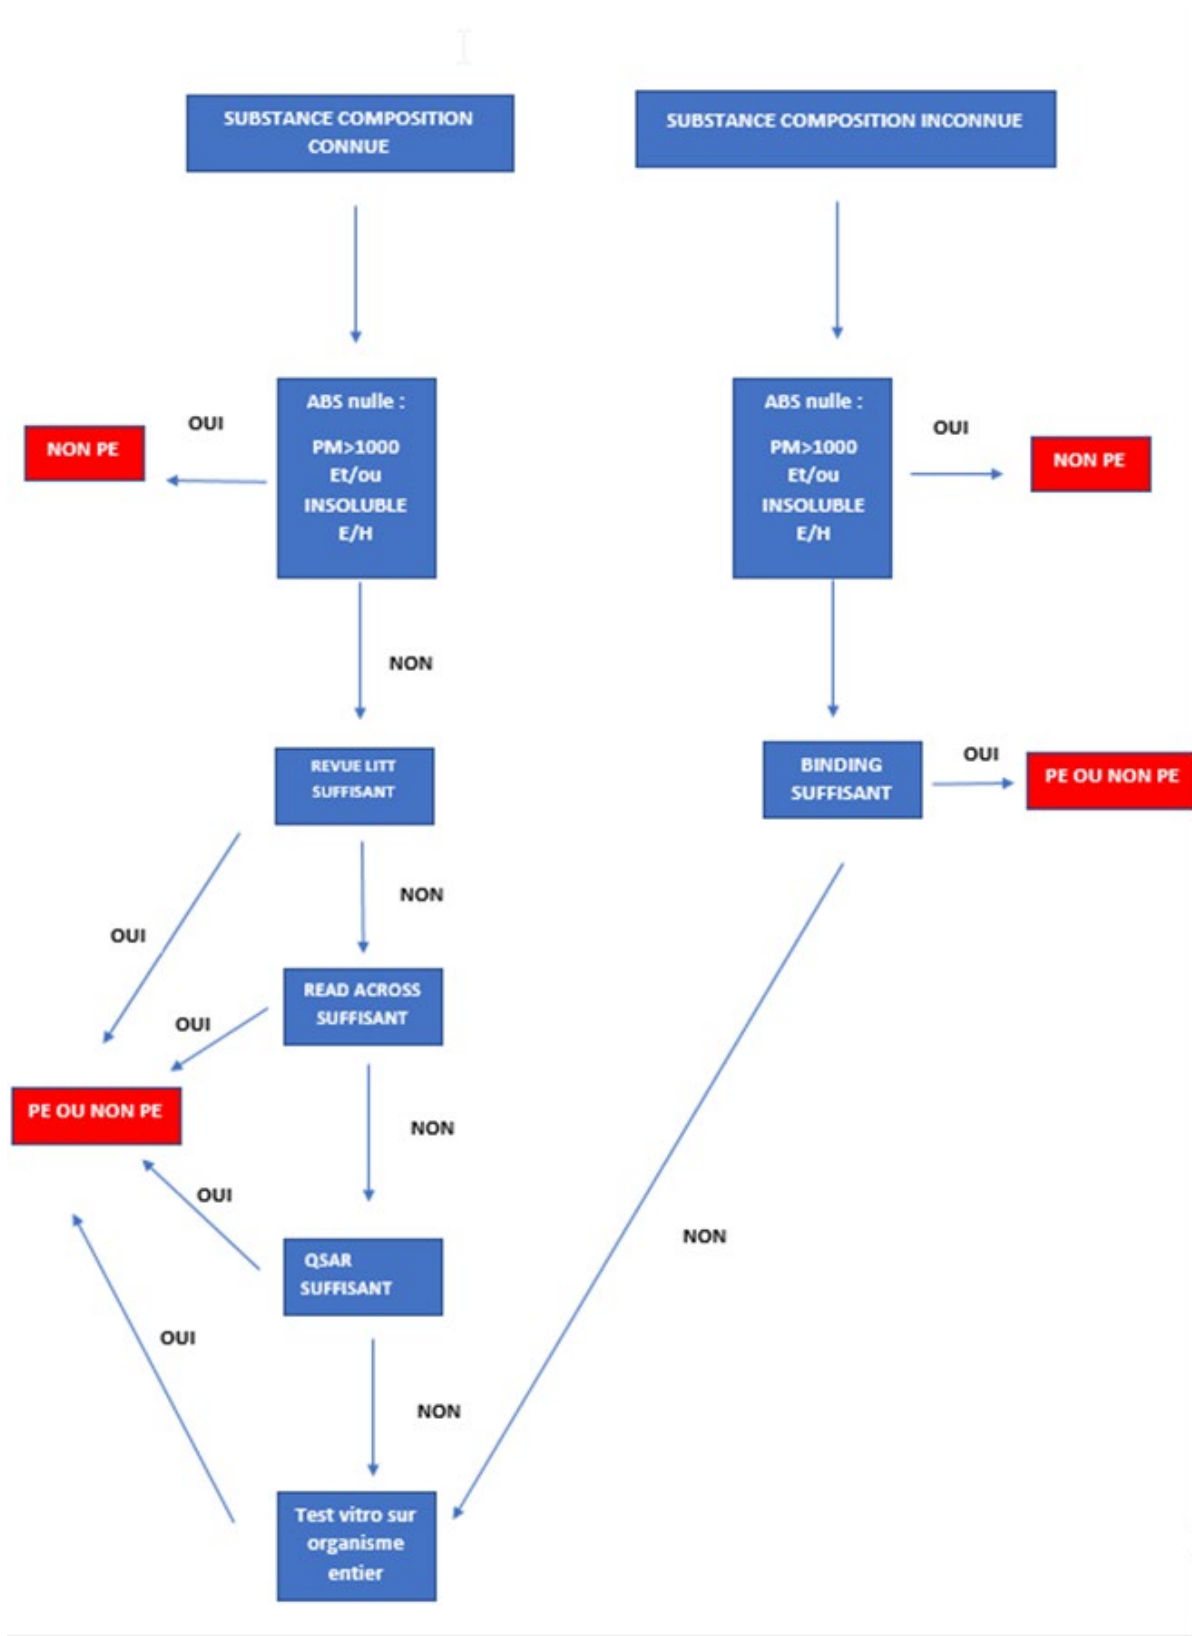 SUBSTANCE COMPOSITION
CONNUE
SUBSTANCE COMPOSITION INCONNUE
ABS nulle :
PM>1000
Et/ou
INSOLUBLE
E/H
OUI
NON PE
ABS nulle :
PM>1000
Et/ou
INSOLUBLE
E/H
OUI
NON PE
NON
REVUE LITT
SUFFISANT
BINDING
SUFFISANT
OUI
PE OU NON PE
NON
OUI
READ ACROSS
SUFFISANT
OUI
PE OU NON PE
NON
OUI
QSAR
SUFFISANT
NON
OUI
NON
Test vitro sur
organisme
entier